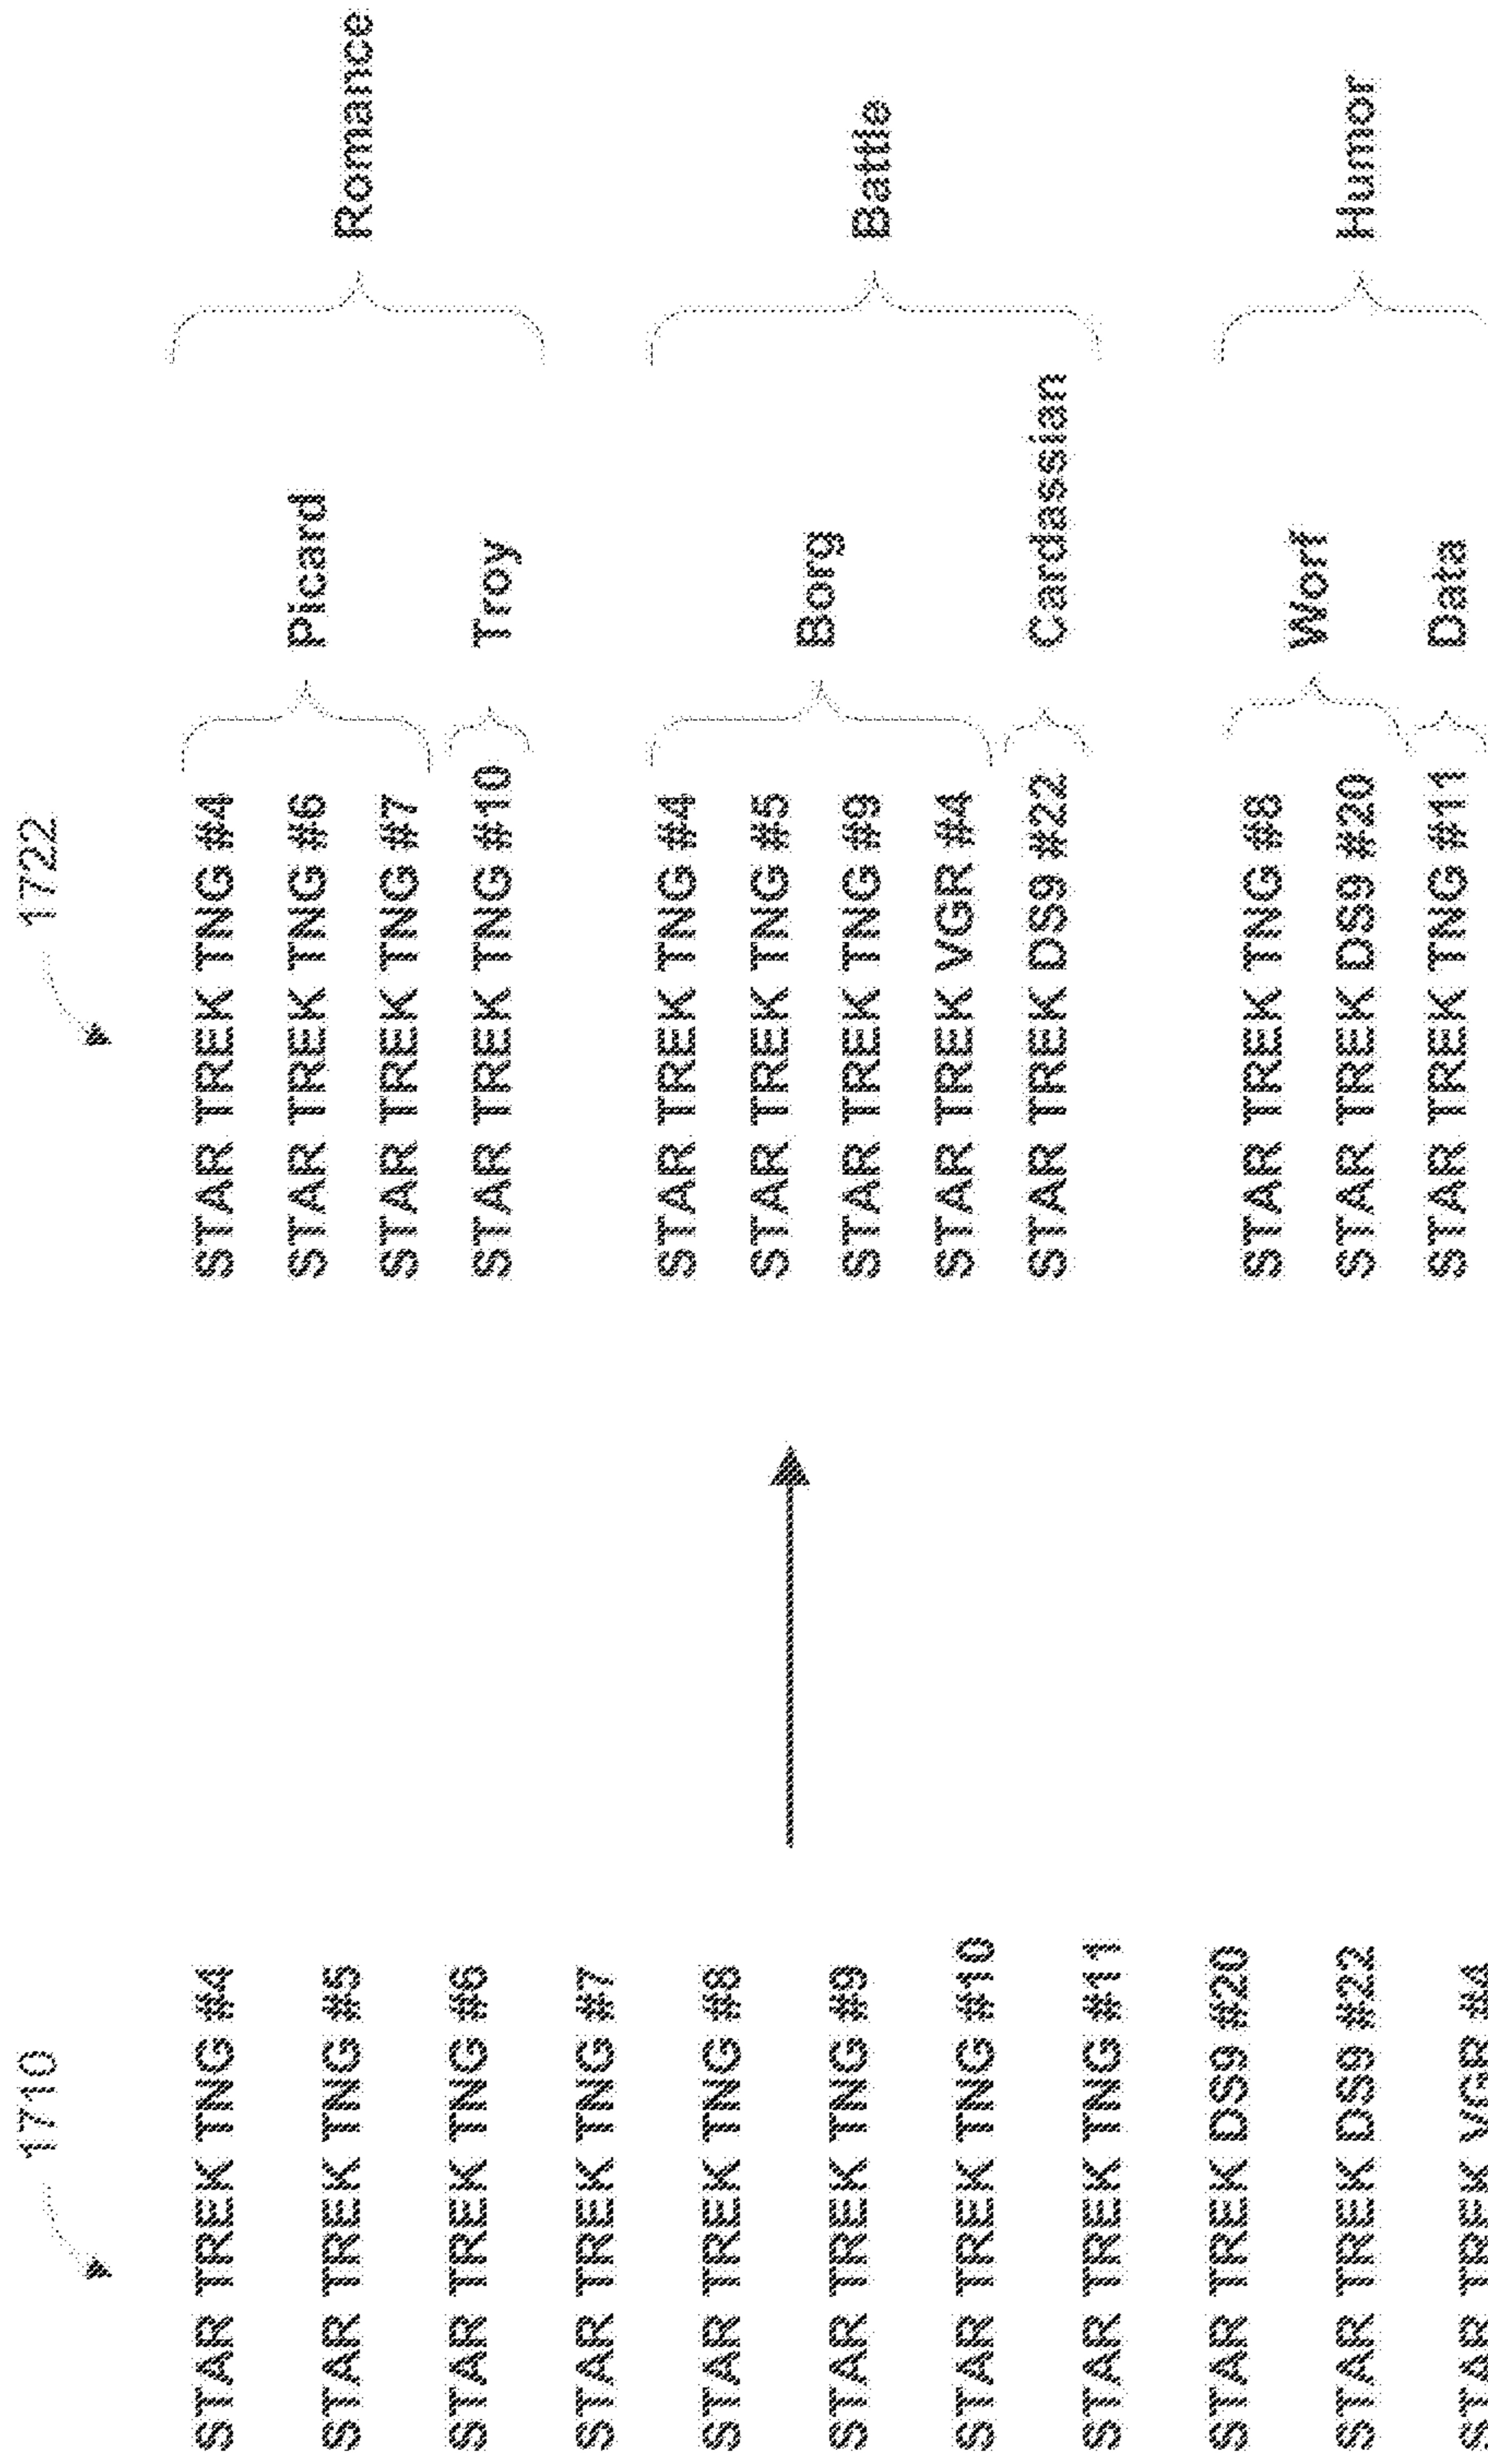 1710
STAR TREK TNG #4
STAR TREK TNG #5
STAR TREK TNG #6
STAR TREK TNG #7
STAR TREK TNG #8
STAR TREK TNG #9
STAR TREK TNG #10
STAR TREK TNG #11
STAR TREK DS9 #20
STAR TREK DS9 #22
STAR TREK VGR #4
1722
STAR TREK TNG #4
STAR TREK TNG #6
STAR TREK TNG #7
Picard
STAR TREK TNG #10
Troy
Romance
STAR TREK TNG #4
STAR TREK TNG #5
STAR TREK TNG #9
STAR TREK VGR #4
Borg
STAR TREK DS9 #22
Cardassian
Battle
STAR TREK TNG #8
STAR TREK DS9 #20
Worf
STAR TREK TNG #11
Data
Humor